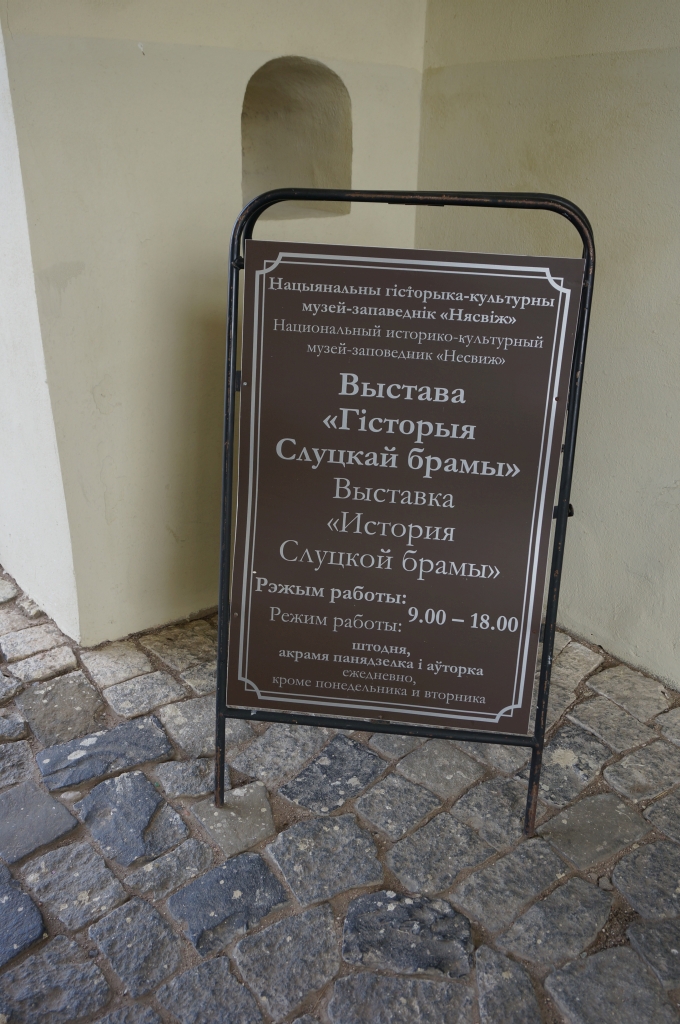 Нацыянальны гісторыка-культурны
музей-запаведнік «Нясвіж»
Национальный историко-культурный
музей-заповедник «Несвиж»
Выстава
«Гісторыя
Слуцкай брамы»
Выставка
«История
Слуцкой брамы»
Рэжым работы:
Режим работы:
9.00 – 18.00
штодня,
акрамя панядзелка і аўторка
ежедневно,
кроме понедельника и вторника